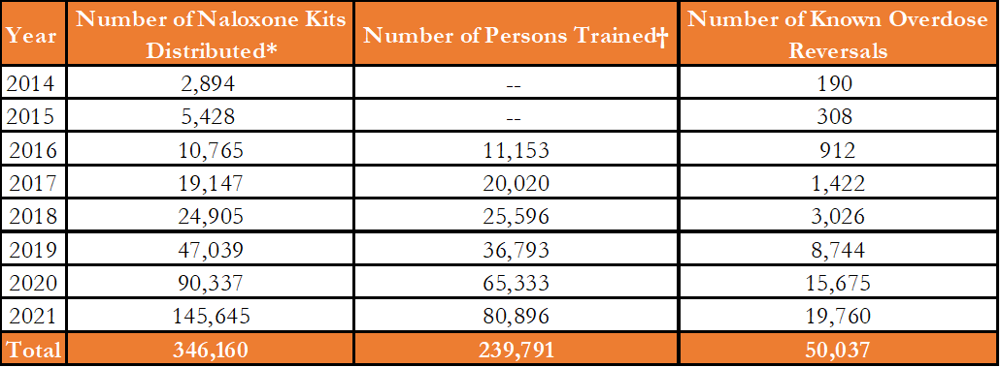 Year Number of Naloxone Kits Distributed* Number of Persons Trained† Number of Known Overdose Reversals
2014 2,894 -- 190
2015 5,428 -- 308
2016 10,765 11,153 912
2017 19,147 20,020 1,422
2018 24,905 25,596 3,026
2019 47,039 36,793 8,744
2020 90,337 65,333 15,675
2021 145,645 80,896 19,760
Total 346,160 239,791 50,037